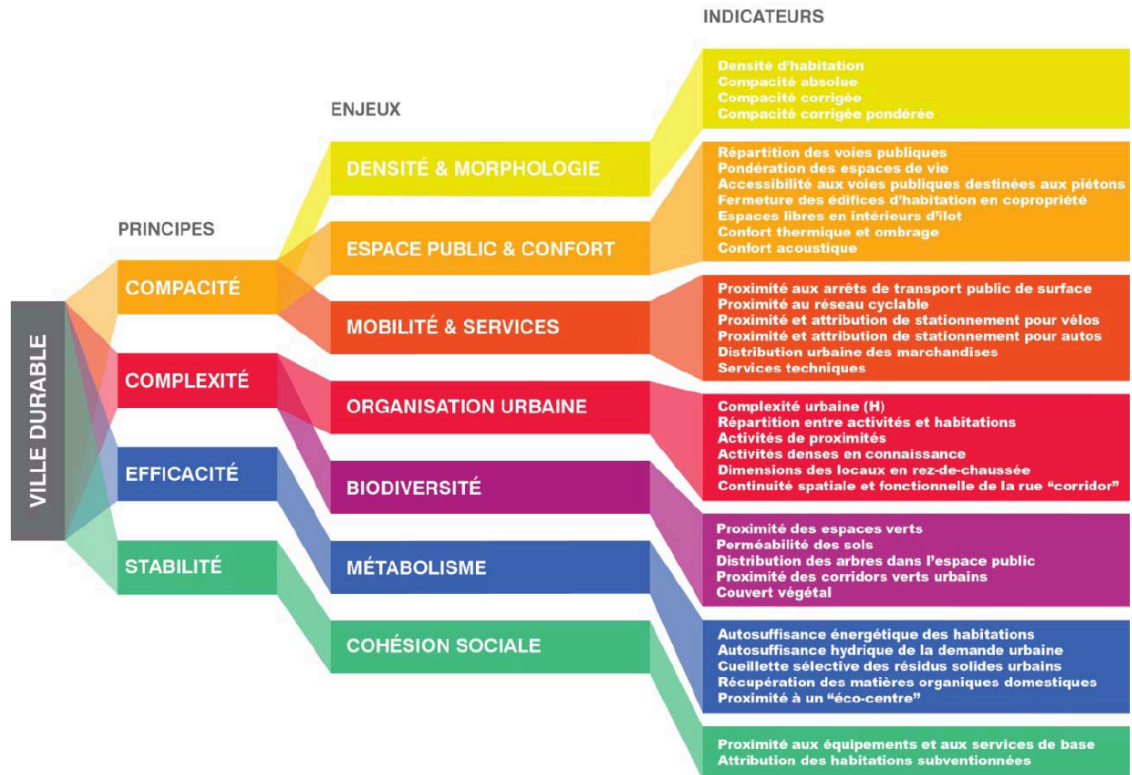 INDICATEURS
ENJEUX
PRINCIPES
VILLE DURABLE
COMPACITÉ
COMPLEXITÉ
EFFICACITÉ
STABILITÉ
DENSITÉ & MORPHOLOGIE
ESPACE PUBLIC & CONFORT
MOBILITÉ & SERVICES
ORGANISATION URBAINE
BIODIVERSITÉ
MÉTABOLISME
COHÉSION SOCIALE
Densité d'habitation
Compacité absolue
Compacité corrigée
Compacité corrigée pondérée
Répartition des voies publiques
Pondération des espaces de vie
Accessibilité aux voies publiques destinées aux piétons
Fermeture des édifices d'habitation en copropriété
Espaces libres en intérieurs d'îlot
Confort thermique et ombrage
Confort acoustique
Proximité aux arrêts de transport public de surface
Proximité au réseau cyclable
Proximité et attribution de stationnement pour vélos
Proximité et attribution de stationnement pour autos
Distribution urbaine des marchandises
Services techniques
Complexité urbaine (H)
Répartition entre activités et habitations
Activités de proximités
Activités denses en connaissance
Dimensions des locaux en rez-de-chaussée
Continuité spatiale et fonctionnelle de la rue "corridor"
Proximité des espaces verts
Perméabilité des sols
Distribution des arbres dans l'espace public
Proximité des corridors verts urbains
Couvert végétal
Autosuffisance énergétique des habitations
Autosuffisance hydrique de la demande urbaine
Cueillette sélective des résidus solides urbains
Récupération des matières organiques domestiques
Proximité à un "éco-centre"
Proximité aux équipements et aux services de base
Attribution des habitations subventionnées